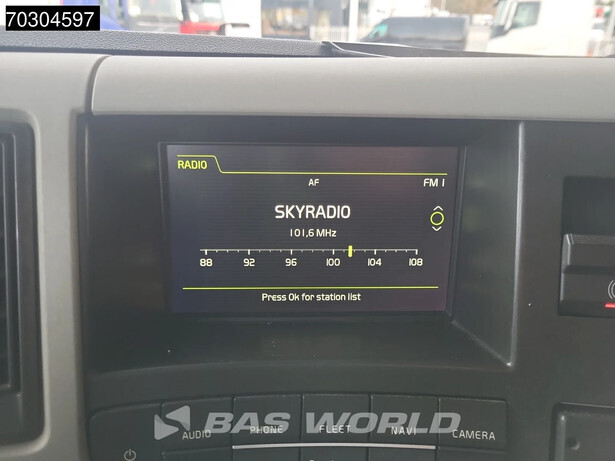 70304597
RADIO
AF
FM 1
SKYRADIO
101,6 MHz
88 92 96 100 104 108
Press Ok for station list
BAS WORLD
AUDIO PHONE FLEET NAVI CAMERA